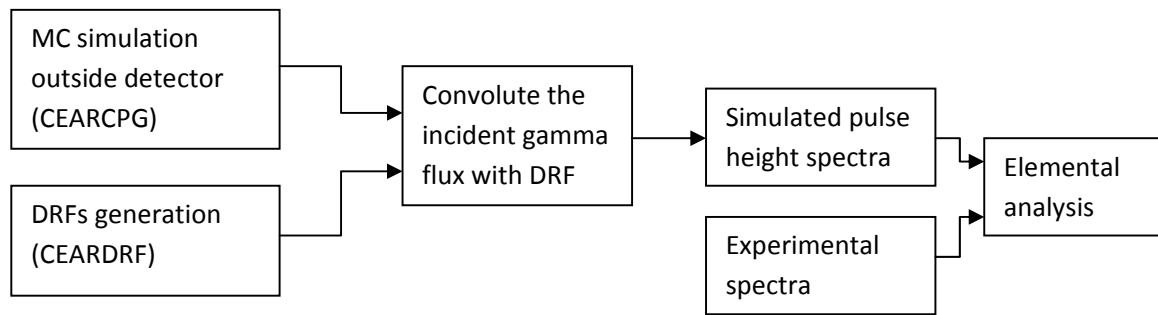 MC simulation
outside detector
(CEARCPG)
DRFs generation
(CEARDRF)
Convolute the
incident gamma
flux with DRF
Simulated pulse
height spectra
Experimental
spectra
Elemental
analysis